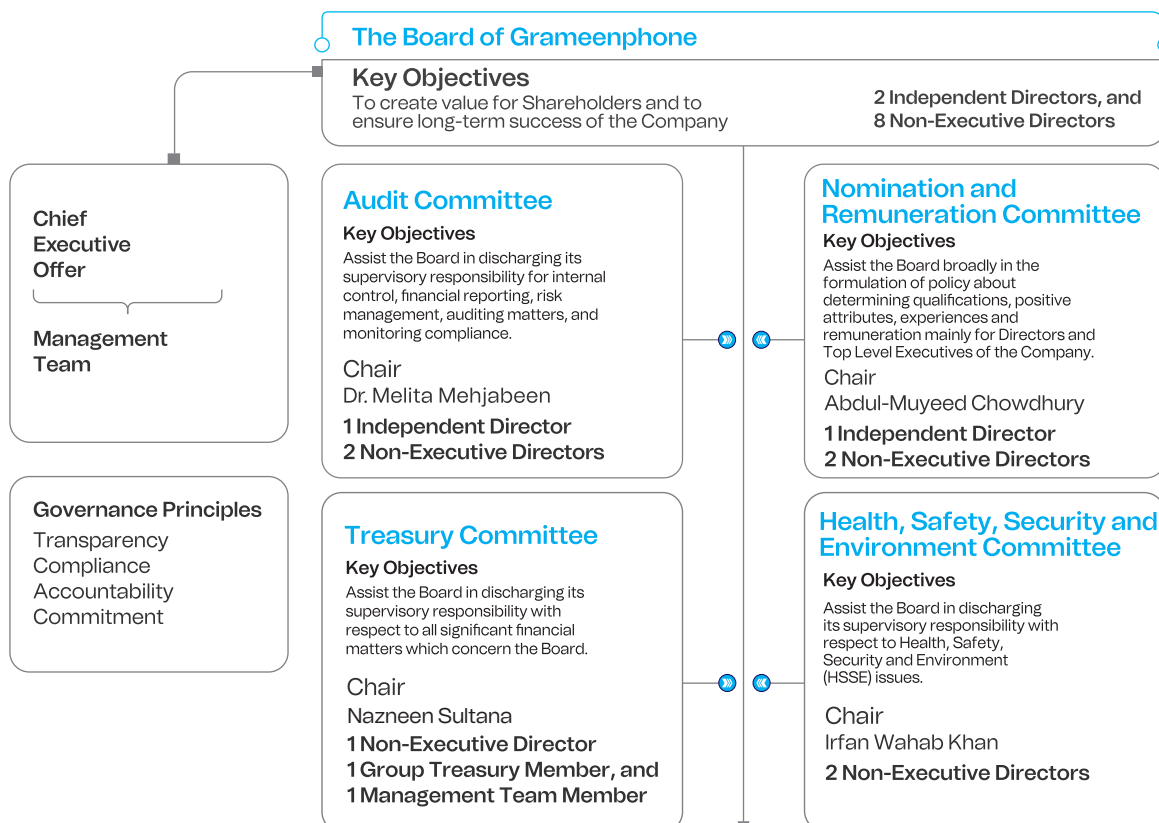 The Board of Grameenphone
Key Objectives
To create value for Shareholders and to
ensure long-term success of the Company
2 Independent Directors, and
8 Non-Executive Directors
Chief
Executive
Offer
Management
Team
Governance Principles
Transparency
Compliance
Accountability
Commitment
Audit Committee
Key Objectives
Assist the Board in discharging its
supervisory responsibility for internal
control, financial reporting, risk
management, auditing matters, and
monitoring compliance.
Chair
Dr. Melita Mehjabeen
1 Independent Director
2 Non-Executive Directors
Nomination and
Remuneration Committee
Key Objectives
Assist the Board broadly in the
formulation of policy about
determining qualifications, positive
attributes, experiences and
remuneration mainly for Directors and
Top Level Executives of the Company.
Chair
Abdul-Muyeed Chowdhury
1 Independent Director
2 Non-Executive Directors
Treasury Committee
Key Objectives
Assist the Board in discharging its
supervisory responsibility with
respect to all significant financial
matters which concern the Board.
Chair
Nazneen Sultana
1 Non-Executive Director
1 Group Treasury Member, and
1 Management Team Member
Health, Safety, Security and
Environment Committee
Key Objectives
Assist the Board in discharging
its supervisory responsibility with
respect to Health, Safety,
Security and Environment
(HSSE) issues.
Chair
Irfan Wahab Khan
2 Non-Executive Directors